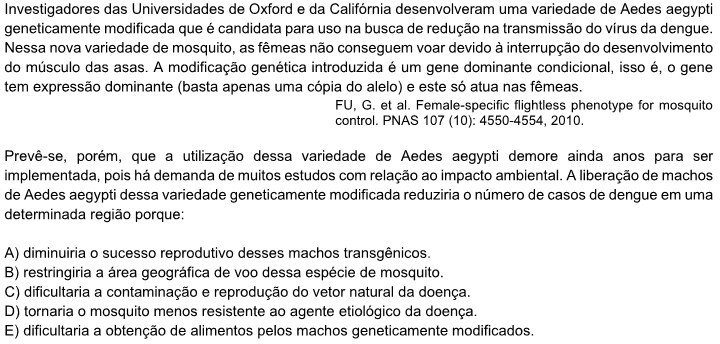 Investigadores das Universidades de Oxford e da Califórnia desenvolveram uma variedade de Aedes aegypti
geneticamente modificada que é candidata para uso na busca de redução na transmissão do vírus da dengue.
Nessa nova variedade de mosquito, as fêmeas não conseguem voar devido à interrupção do desenvolvimento
do músculo das asas. A modificação genética introduzida é um gene dominante condicional, isso é, o gene
tem expressão dominante (basta apenas uma cópia do alelo) e este só atua nas fêmeas.
FU, G. et al. Female-specific flightless phenotype for mosquito
control. PNAS 107 (10): 4550-4554, 2010.
Prevê-se, porém, que a utilização dessa variedade de Aedes aegypti demore ainda anos para ser
implementada, pois há demanda de muitos estudos com relação ao impacto ambiental. A liberação de machos
de Aedes aegypti dessa variedade geneticamente modificada reduziria o número de casos de dengue em uma
determinada região porque:
A) diminuiria o sucesso reprodutivo desses machos transgênicos.
B) restringiria a área geográfica de voo dessa espécie de mosquito.
C) dificultaria a contaminação e reprodução do vetor natural da doença.
D) tornaria o mosquito menos resistente ao agente etiológico da doença.
E) dificultaria a obtenção de alimentos pelos machos geneticamente modificados.